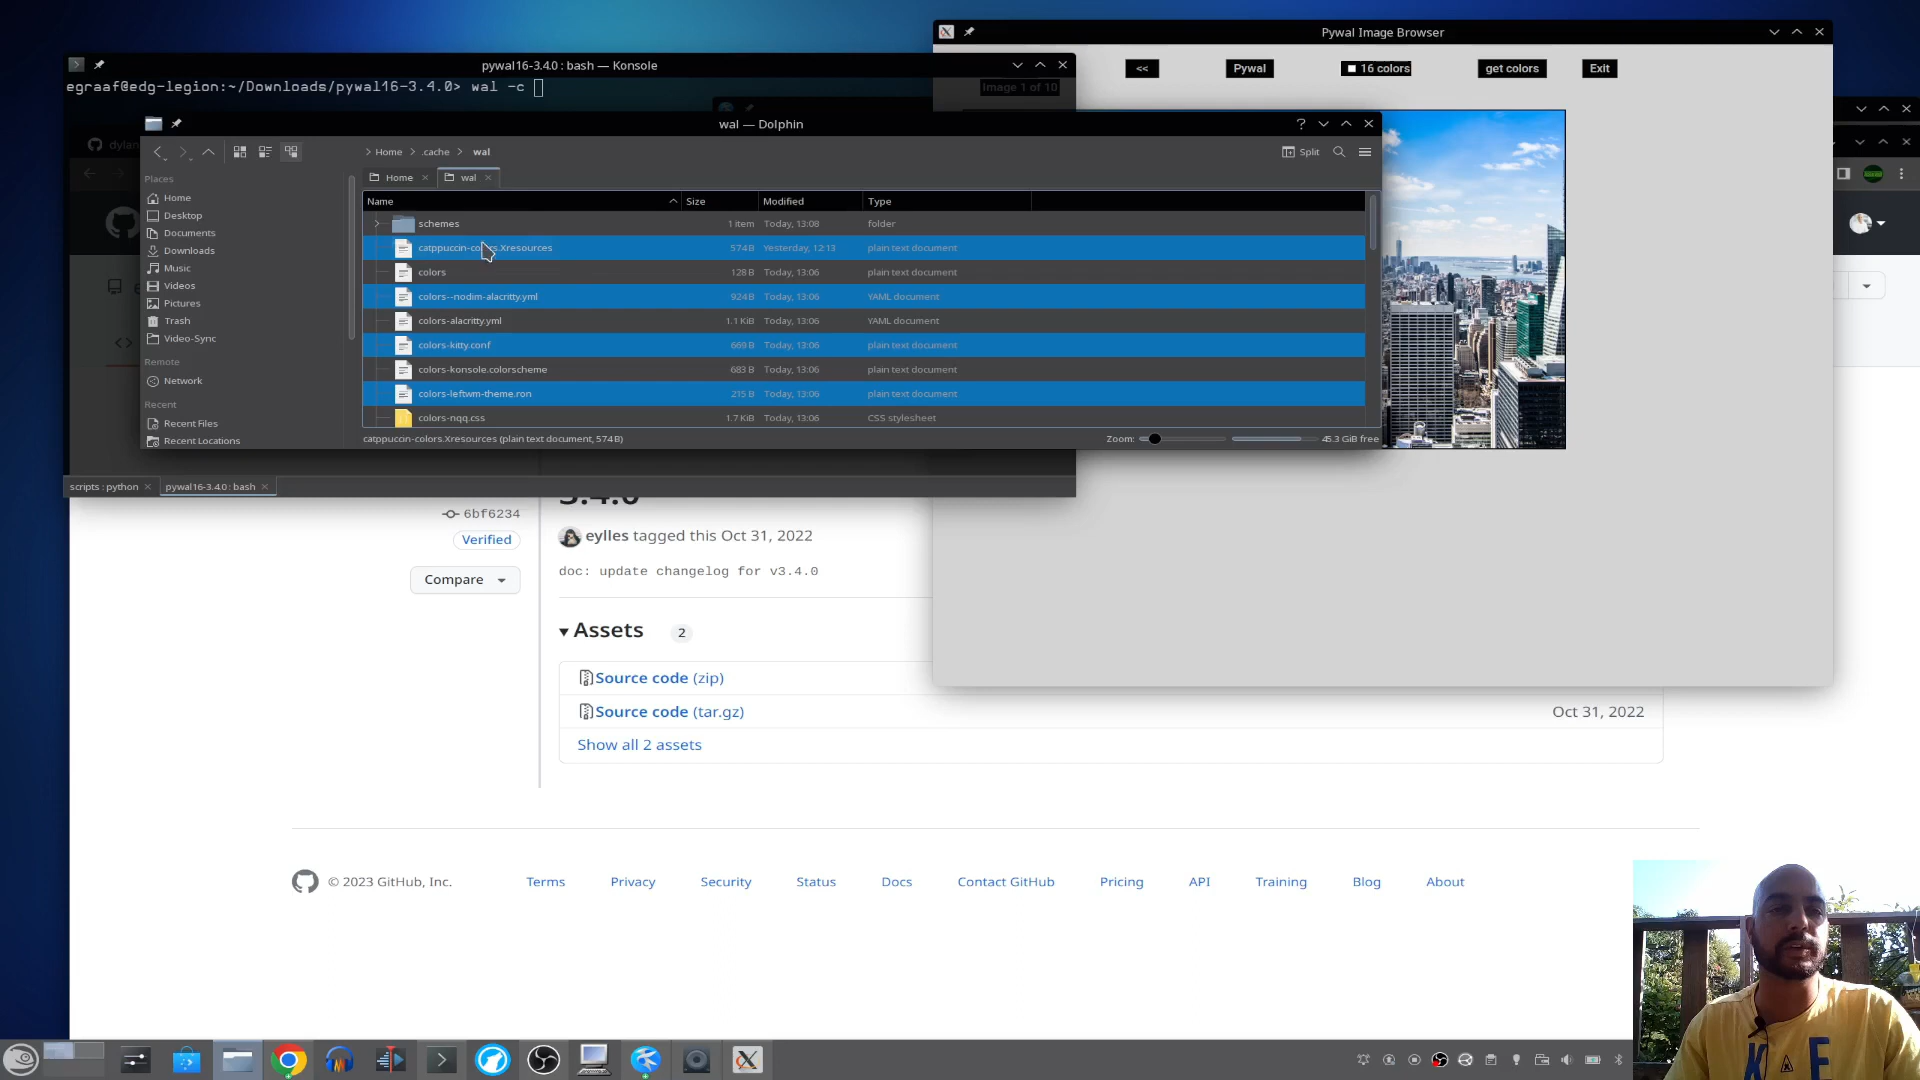 Pywal Image Browser
pywal16-3.4.0 : bash — Konsole
<< Pywal 16 colors get colors Exit
egraaf@edg-legion:~/Downloads/pywal16-3.4.0> wal -c
Image 1 of 10
wal — Dolphin
dylan
> Home > .cache > wal
Split
Places
Home
Desktop
Documents
Downloads
Music
Videos
Pictures
Trash
Video-Sync
Remote
Network
Recent
Recent Files
Recent Locations
Home wal
Name Size Modified Type
schemes 1 item Today, 13:08 folder
catppuccin-colors.Xresources 574 B Yesterday, 12:13 plain text document
colors 128 B Today, 13:06 plain text document
colors--nodim-alacritty.yml 924 B Today, 13:06 YAML document
colors-alacritty.yml 1.1 KiB Today, 13:06 YAML document
colors-kitty.conf 669 B Today, 13:06 plain text document
colors-konsole.colorscheme 683 B Today, 13:06 plain text document
colors-leftwm-theme.ron 215 B Today, 13:06 plain text document
colors-nqq.css 1.7 KiB Today, 13:06 CSS stylesheet
catppuccin-colors.Xresources (plain text document, 574 B) Zoom: 45.3 GiB free
scripts : python pywal16-3.4.0 : bash
3.4.0
6bf6234
Verified
Compare
eylles tagged this Oct 31, 2022
doc: update changelog for v3.4.0
Assets 2
Source code (zip)
Source code (tar.gz) Oct 31, 2022
Show all 2 assets
© 2023 GitHub, Inc. Terms Privacy Security Status Docs Contact GitHub Pricing API Training Blog About